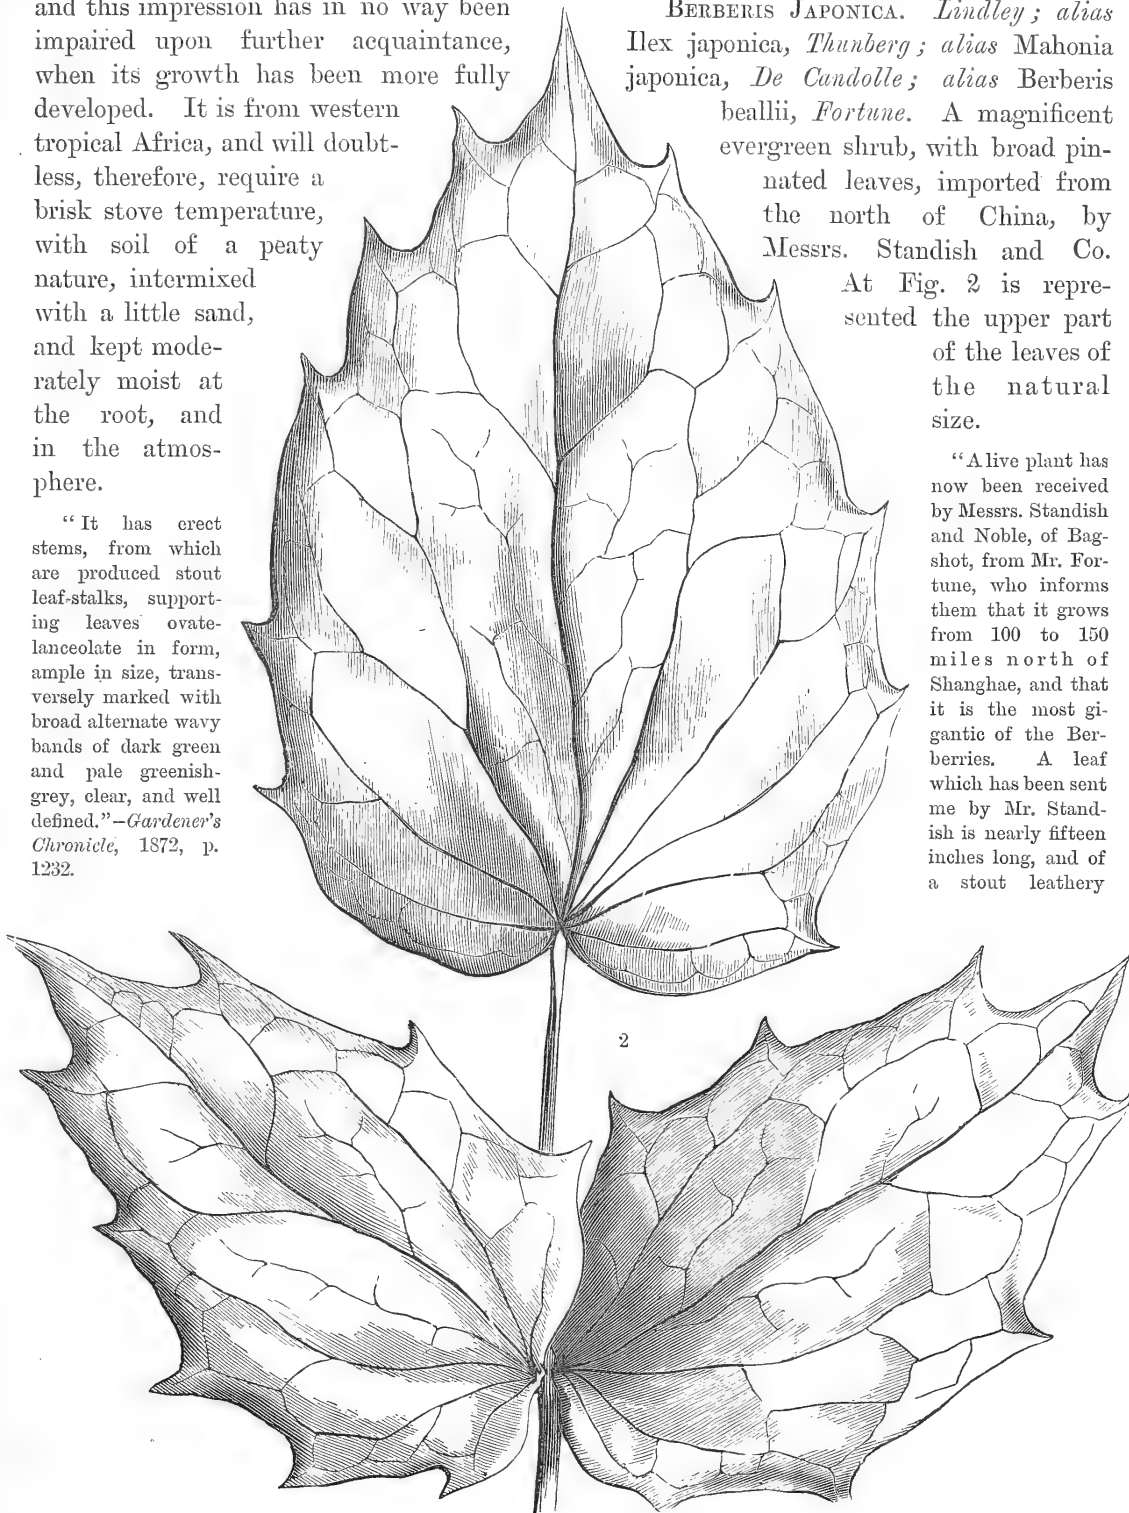 and this impression has in no way been
impaired upon further acquaintance,
when its growth has been more fully
developed. It is from western
tropical Africa, and will doubt-
less, therefore, require a
brisk stove temperature,
with soil of a peaty
nature, intermixed
with a little sand,
and kept mode-
rately moist at
the root, and
in the atmos-
phere.
“It has erect
stems, from which
are produced stout
leaf-stalks, support-
ing leaves ovate-
lanceolate in form,
ample in size, trans-
versely marked with
broad alternate wavy
bands of dark green
and pale greenish-
grey, clear, and well
defined.”—Gardener’s
Chronicle, 1872, p.
1232.
BERBERIS JAPONICA. Lindley; alias
Ilex japonica, Thunberg; alias Mahonia
japonica, De Candolle; alias Berberis
beallii, Fortune. A magnificent
evergreen shrub, with broad pin-
nated leaves, imported from
the north of China, by
Messrs. Standish and Co.
At Fig. 2 is repre-
sented the upper part
of the leaves of
the natural
size.
“A live plant has
now been received
by Messrs. Standish
and Noble, of Bag-
shot, from Mr. For-
tune, who informs
them that it grows
from 100 to 150
miles north of
Shanghae, and that
it is the most gi-
gantic of the Ber-
berries. A leaf
which has been sent
me by Mr. Stand-
ish is nearly fifteen
inches long, and of
a stout leathery
2